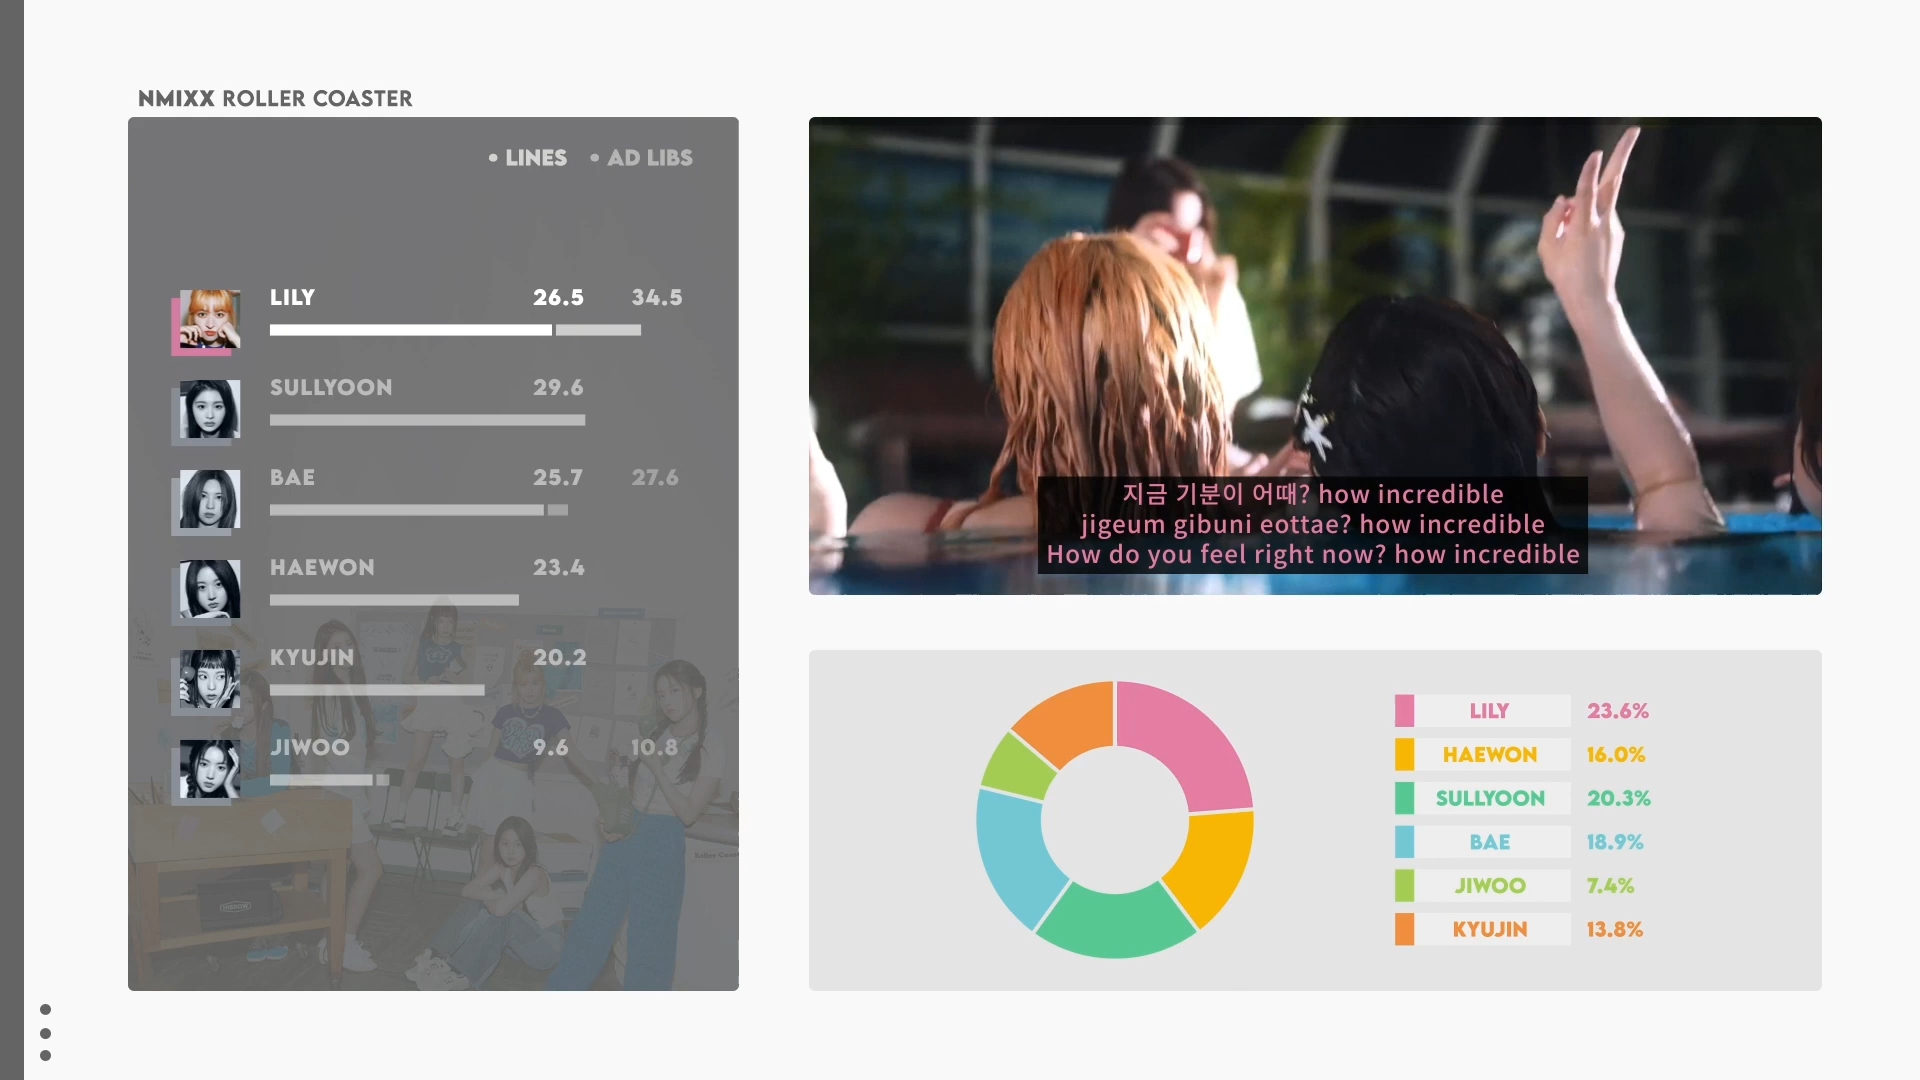 NMIXX ROLLER COASTER
• LINES • AD LIBS
LILY 26.5 34.5
SULLYOON 29.6
BAE 25.7 27.6
HAEWON 23.4
KYUJIN 20.2
JIWOO 9.6 10.8
지금 기분이 어때? how incredible
jigeum gibuni eottae? how incredible
How do you feel right now? how incredible
LILY 23.6%
HAEWON 16.0%
SULLYOON 20.3%
BAE 18.9%
JIWOO 7.4%
KYUJIN 13.8%